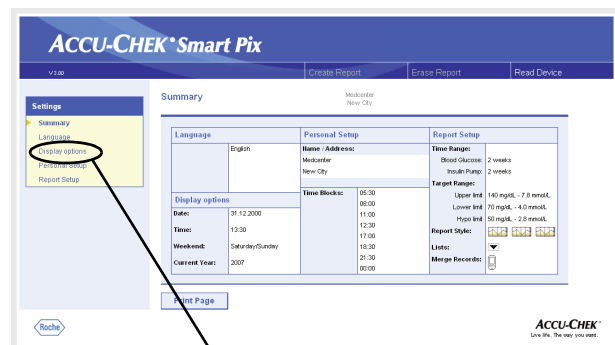 ACCU-CHEK® Smart Pix
V 3.00
Create Report
Erase Report
Read Device
Settings
Summary
Language
Display options
Personal Setup
Report Setup
Summary
Medcenter
New City
Language
English
Display options
Date: 31.12.2000
Time: 13:30
Weekend: Saturday/Sunday
Current Year: 2007
Personal Setup
Name / Address:
Medcenter
New City
Time Blocks: 05:30
08:00
11:00
12:30
17:00
18:30
21:30
00:00
Report Setup
Time Range:
Blood Glucose: 2 weeks
Insulin Pump: 2 weeks
Target Range:
Upper limit 140 mg/dL - 7.8 mmol/L
Lower limit 70 mg/dL - 4.0 mmol/L
Hypo limit 50 mg/dL - 2.8 mmol/L
Report Style:
Lists:
Merge Records:
Print Page
Roche
ACCU-CHEK®
Live life. The way you want.